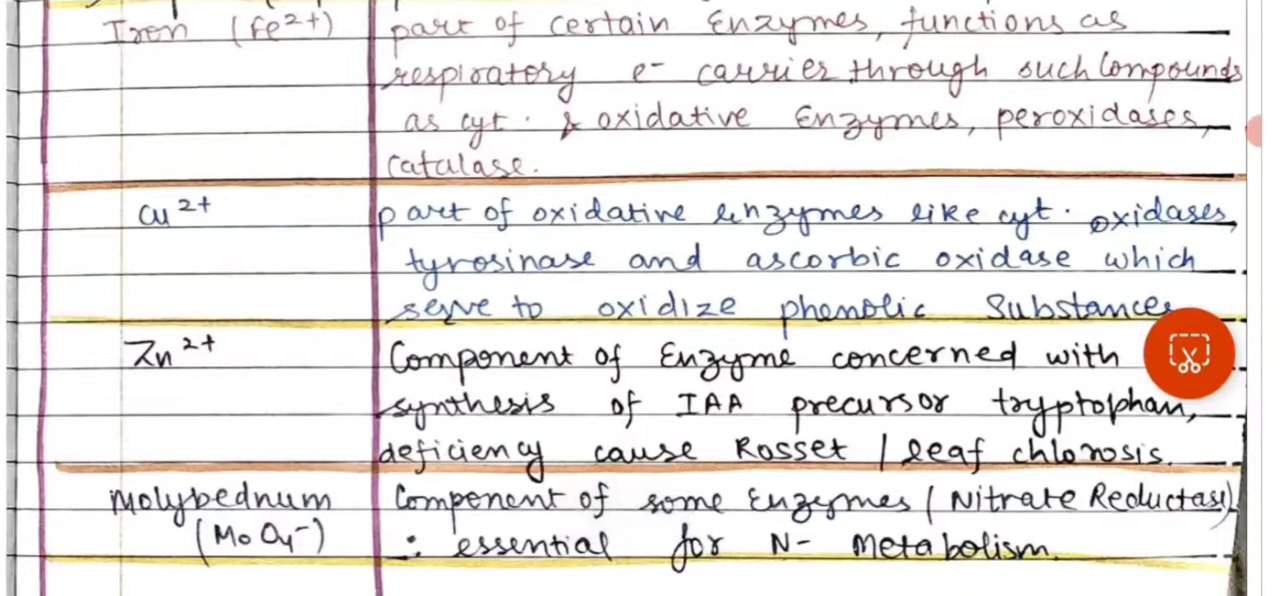 Iron (Fe2+) part of certain Enzymes, functions as
respiratory e- carrier through such Compounds
as cyt. & oxidative Enzymes, peroxidases,
Catalase.
Cu2+ part of oxidative enzymes like cyt. oxidases,
tyrosinase and ascorbic oxidase which
serve to oxidize phenolic Substances
Zn2+ Component of Enzyme concerned with
synthesis of IAA precursor tryptophan,
deficiency cause Rosset / leaf chlorosis.
Molybednum Component of some Enzymes (Nitrate Reductase)
(MoO4-) ∴ essential for N- Metabolism.